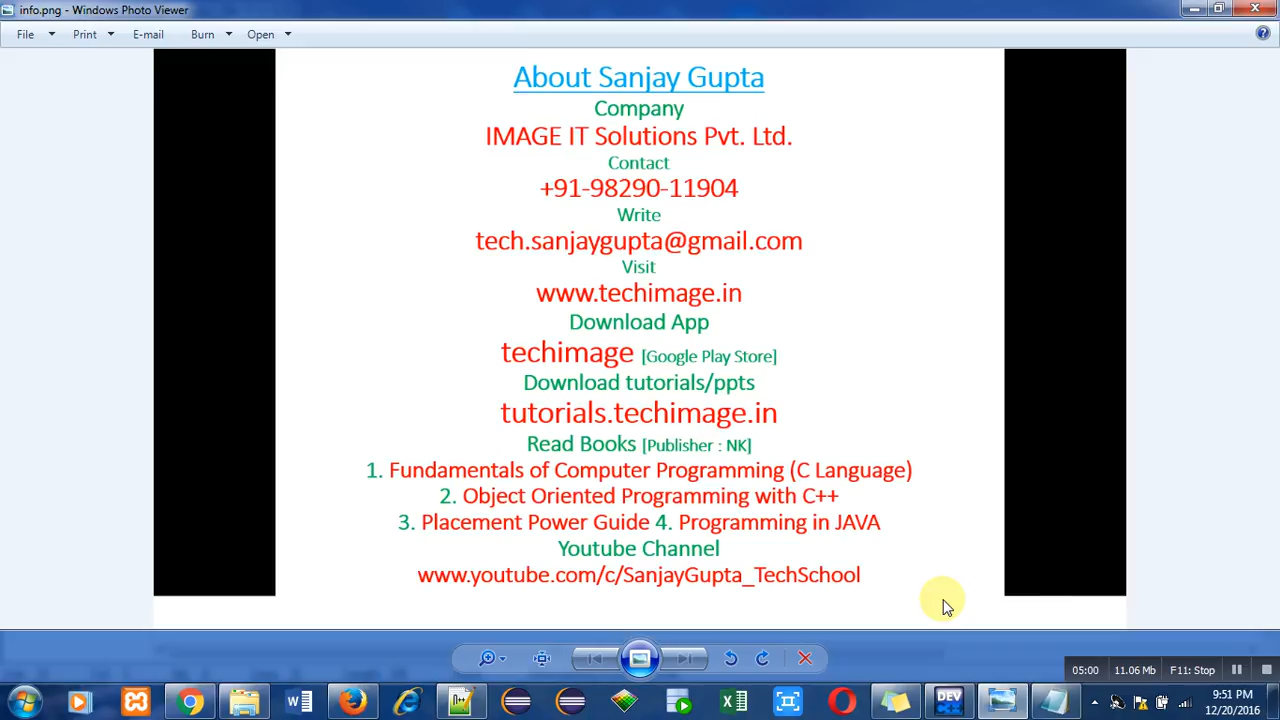 info.png - Windows Photo Viewer
File Print E-mail Burn Open
About Sanjay Gupta
Company
IMAGE IT Solutions Pvt. Ltd.
Contact
+91-98290-11904
Write
tech.sanjaygupta@gmail.com
Visit
www.techimage.in
Download App
techimage [Google Play Store]
Download tutorials/ppts
tutorials.techimage.in
Read Books [Publisher : NK]
1. Fundamentals of Computer Programming (C Language)
2. Object Oriented Programming with C++
3. Placement Power Guide 4. Programming in JAVA
Youtube Channel
www.youtube.com/c/SanjayGupta_TechSchool
05:00 11.06 Mb F11: Stop
DEV
9:51 PM
12/20/2016